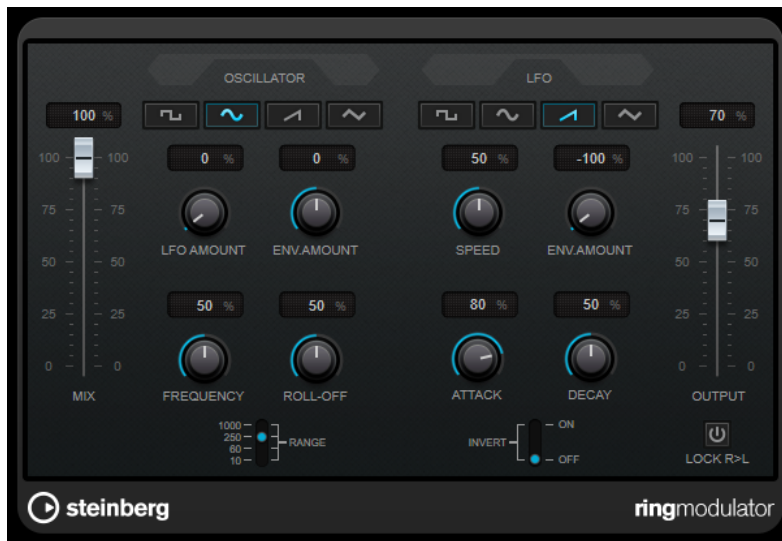 OSCILLATOR LFO
100 % 70 %
0 % 0 % 50 % -100 %
100 100 100 100
75 75 75 75
LFO AMOUNT ENV.AMOUNT SPEED ENV.AMOUNT
50 50 50 50
50 % 50 % 80 % 50 %
25 25 25 25
0 0 0 0
MIX FREQUENCY ROLL-OFF ATTACK DECAY OUTPUT
1000
250
60
10
RANGE
INVERT
ON
OFF
LOCK R>L
steinberg ringmodulator